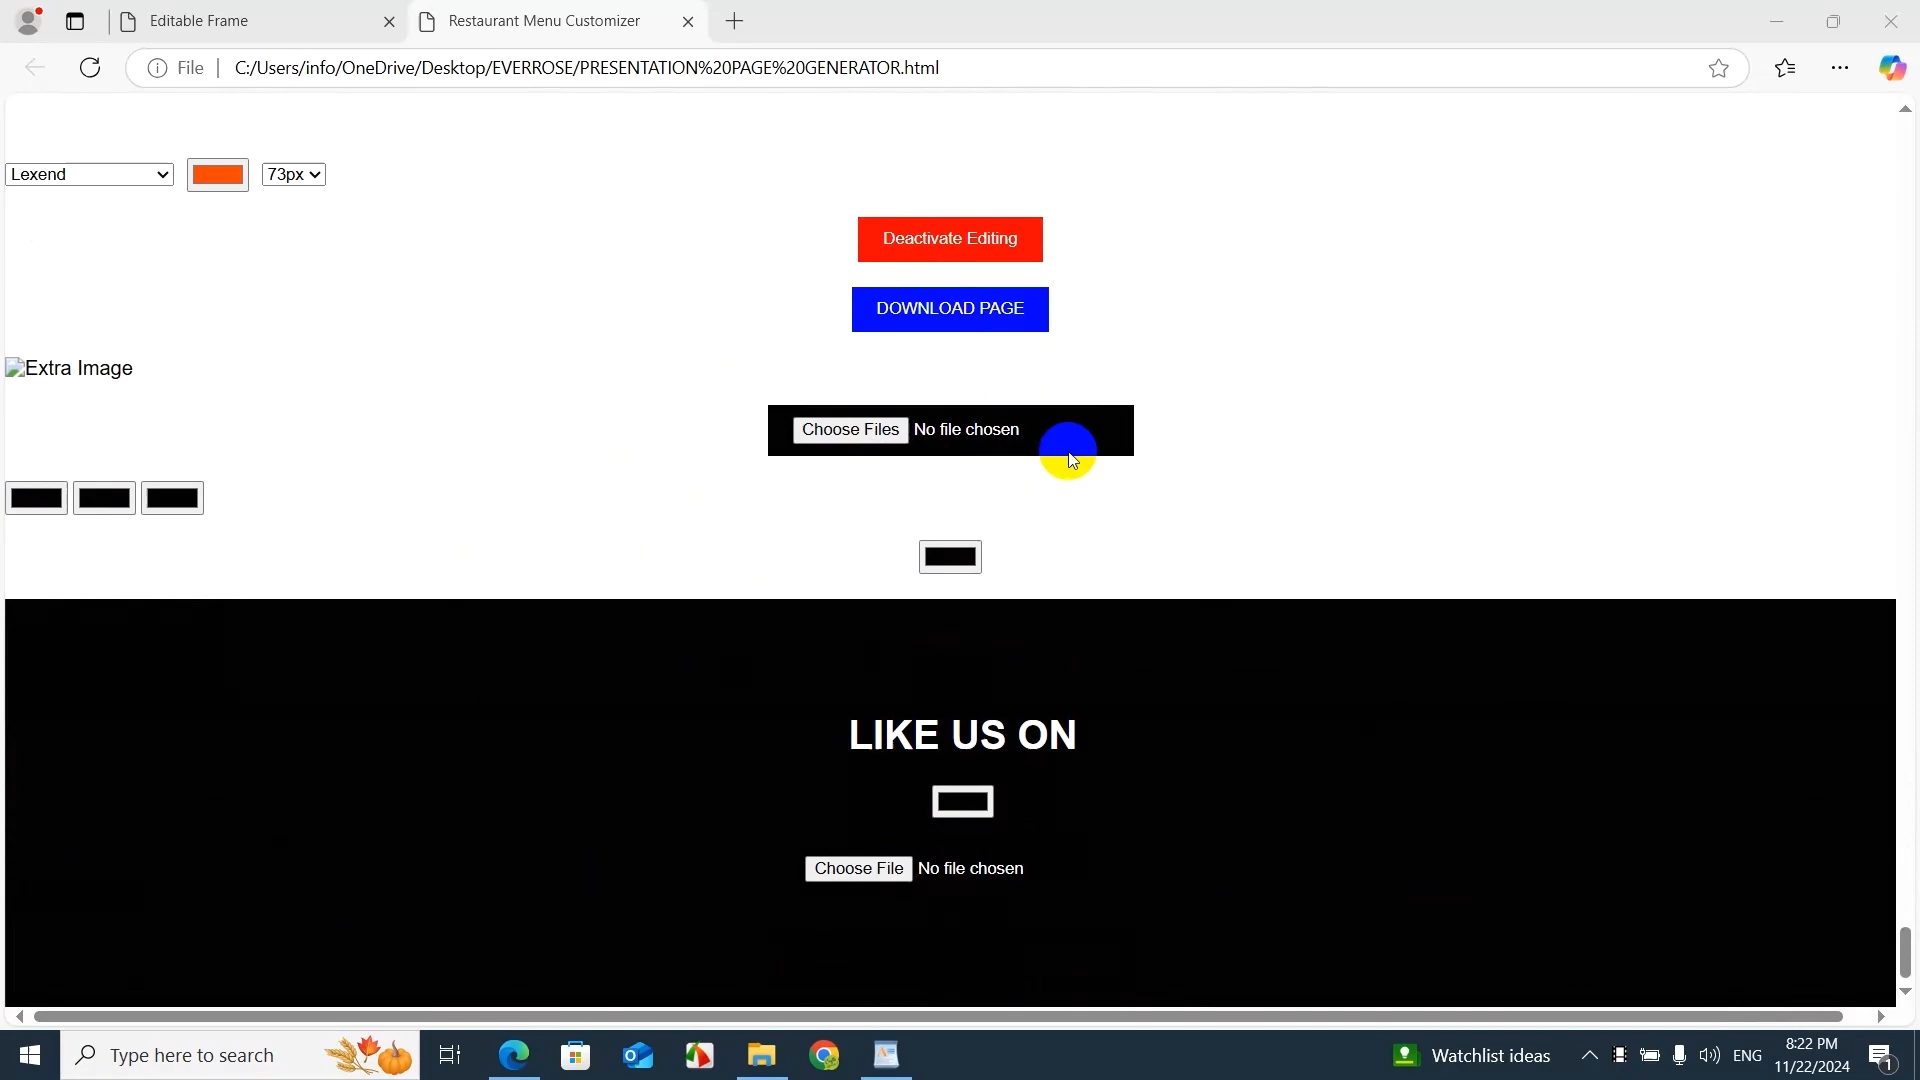 Editable Frame
Restaurant Menu Customizer
File
C:/Users/info/OneDrive/Desktop/EVERROSE/PRESENTATION%20PAGE%20GENERATOR.html
Lexend
73px
Deactivate Editing
DOWNLOAD PAGE
Extra Image
Choose Files No file chosen
LIKE US ON
Choose File No file chosen
Type here to search
Watchlist ideas
ENG
8:22 PM
11/22/2024
1